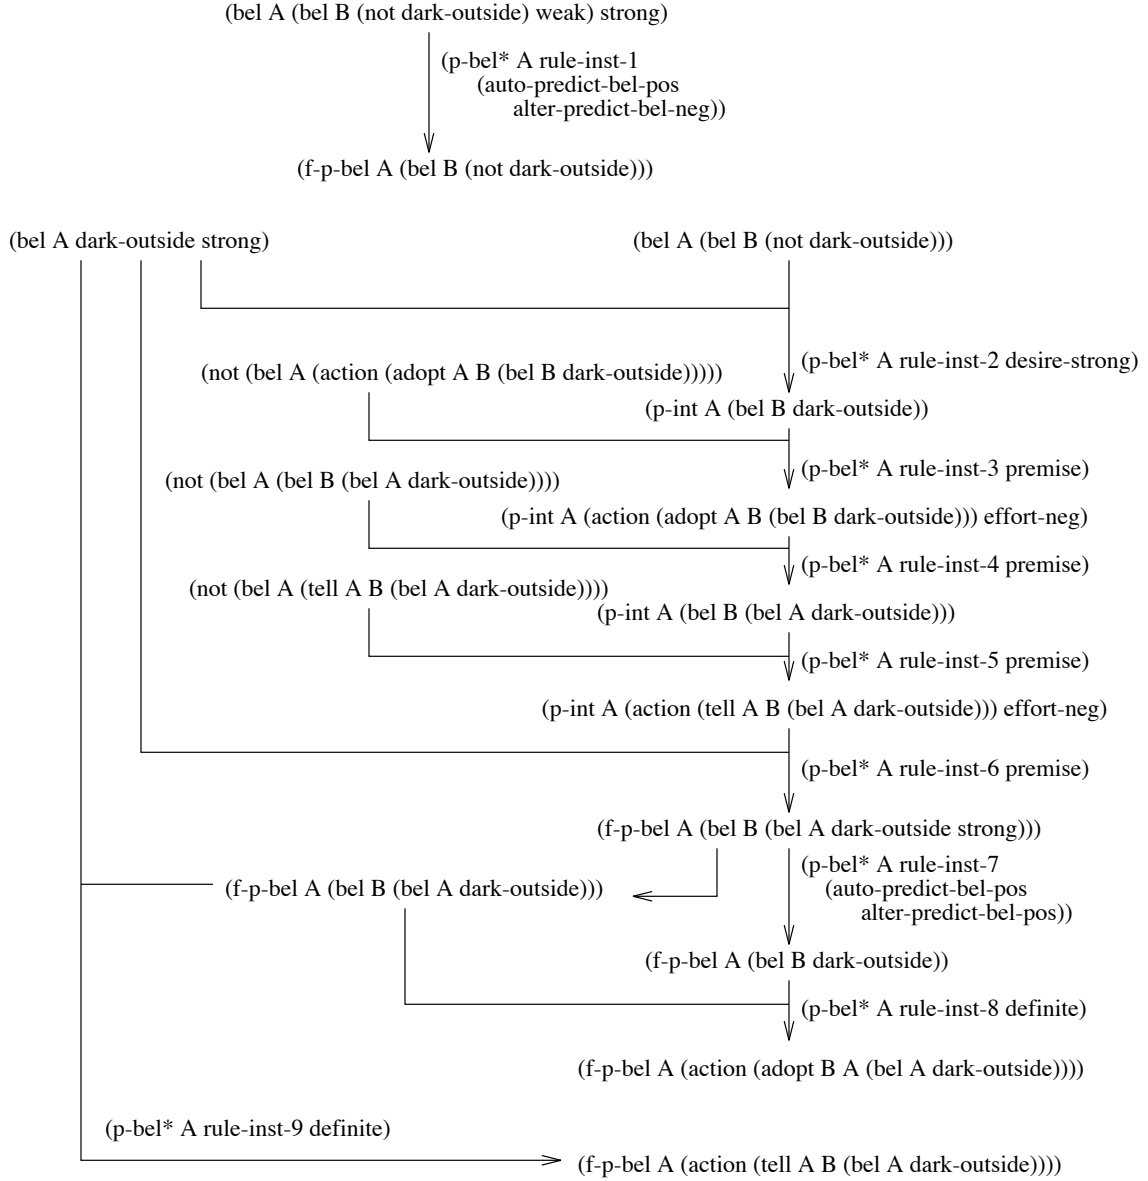 (bel A (bel B (not dark-outside) weak) strong)
(p-bel* A rule-inst-1
(auto-predict-bel-pos
alter-predict-bel-neg))
(f-p-bel A (bel B (not dark-outside)))
(bel A dark-outside strong)
(bel A (bel B (not dark-outside)))
(p-bel* A rule-inst-2 desire-strong)
(not (bel A (action (adopt A B (bel B dark-outside)))))
(p-int A (bel B dark-outside))
(p-bel* A rule-inst-3 premise)
(not (bel A (bel B (bel A dark-outside))))
(p-int A (action (adopt A B (bel B dark-outside))) effort-neg)
(p-bel* A rule-inst-4 premise)
(not (bel A (tell A B (bel A dark-outside))))
(p-int A (bel B (bel A dark-outside)))
(p-bel* A rule-inst-5 premise)
(p-int A (action (tell A B (bel A dark-outside))) effort-neg)
(p-bel* A rule-inst-6 premise)
(f-p-bel A (bel B (bel A dark-outside strong)))
(p-bel* A rule-inst-7
(auto-predict-bel-pos
alter-predict-bel-pos))
(f-p-bel A (bel B (bel A dark-outside)))
(f-p-bel A (bel B dark-outside))
(p-bel* A rule-inst-8 definite)
(f-p-bel A (action (adopt B A (bel A dark-outside))))
(p-bel* A rule-inst-9 definite)
(f-p-bel A (action (tell A B (bel A dark-outside))))